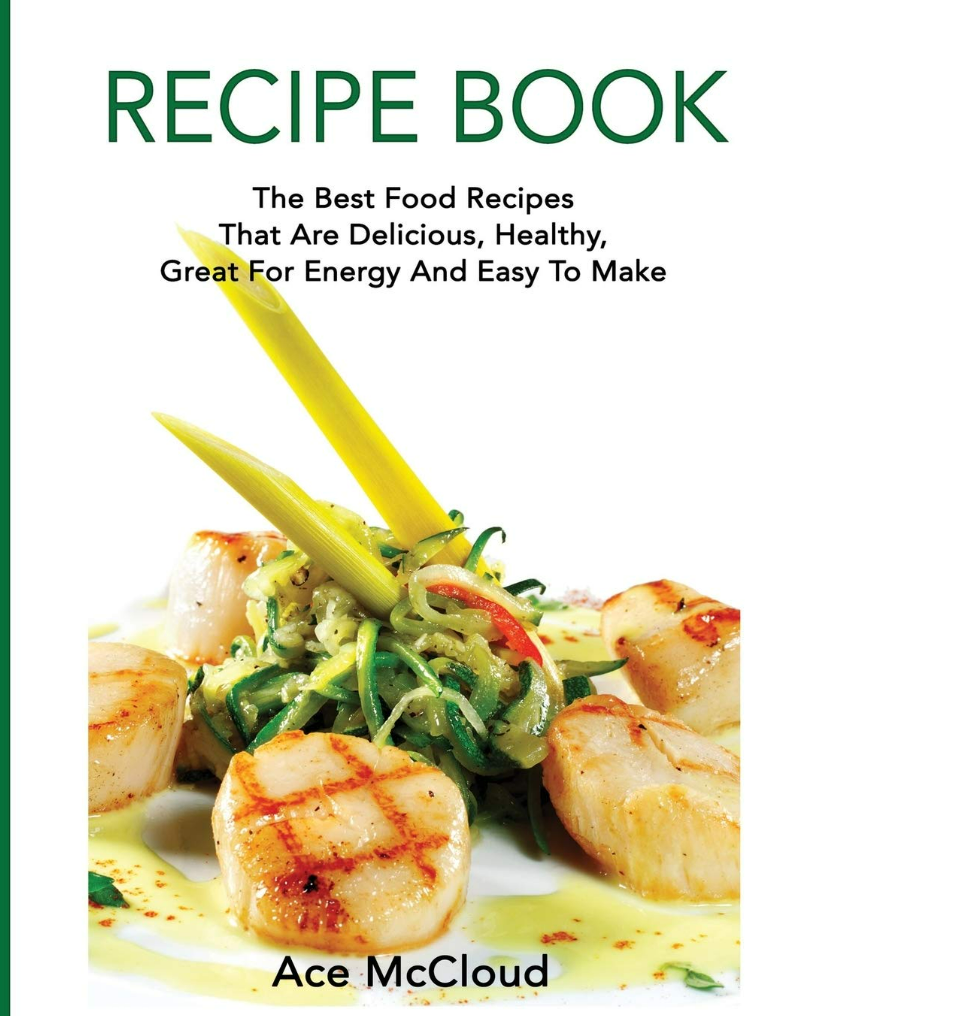 RECIPE BOOK
The Best Food Recipes
That Are Delicious, Healthy,
Great For Energy And Easy To Make
Ace McCloud